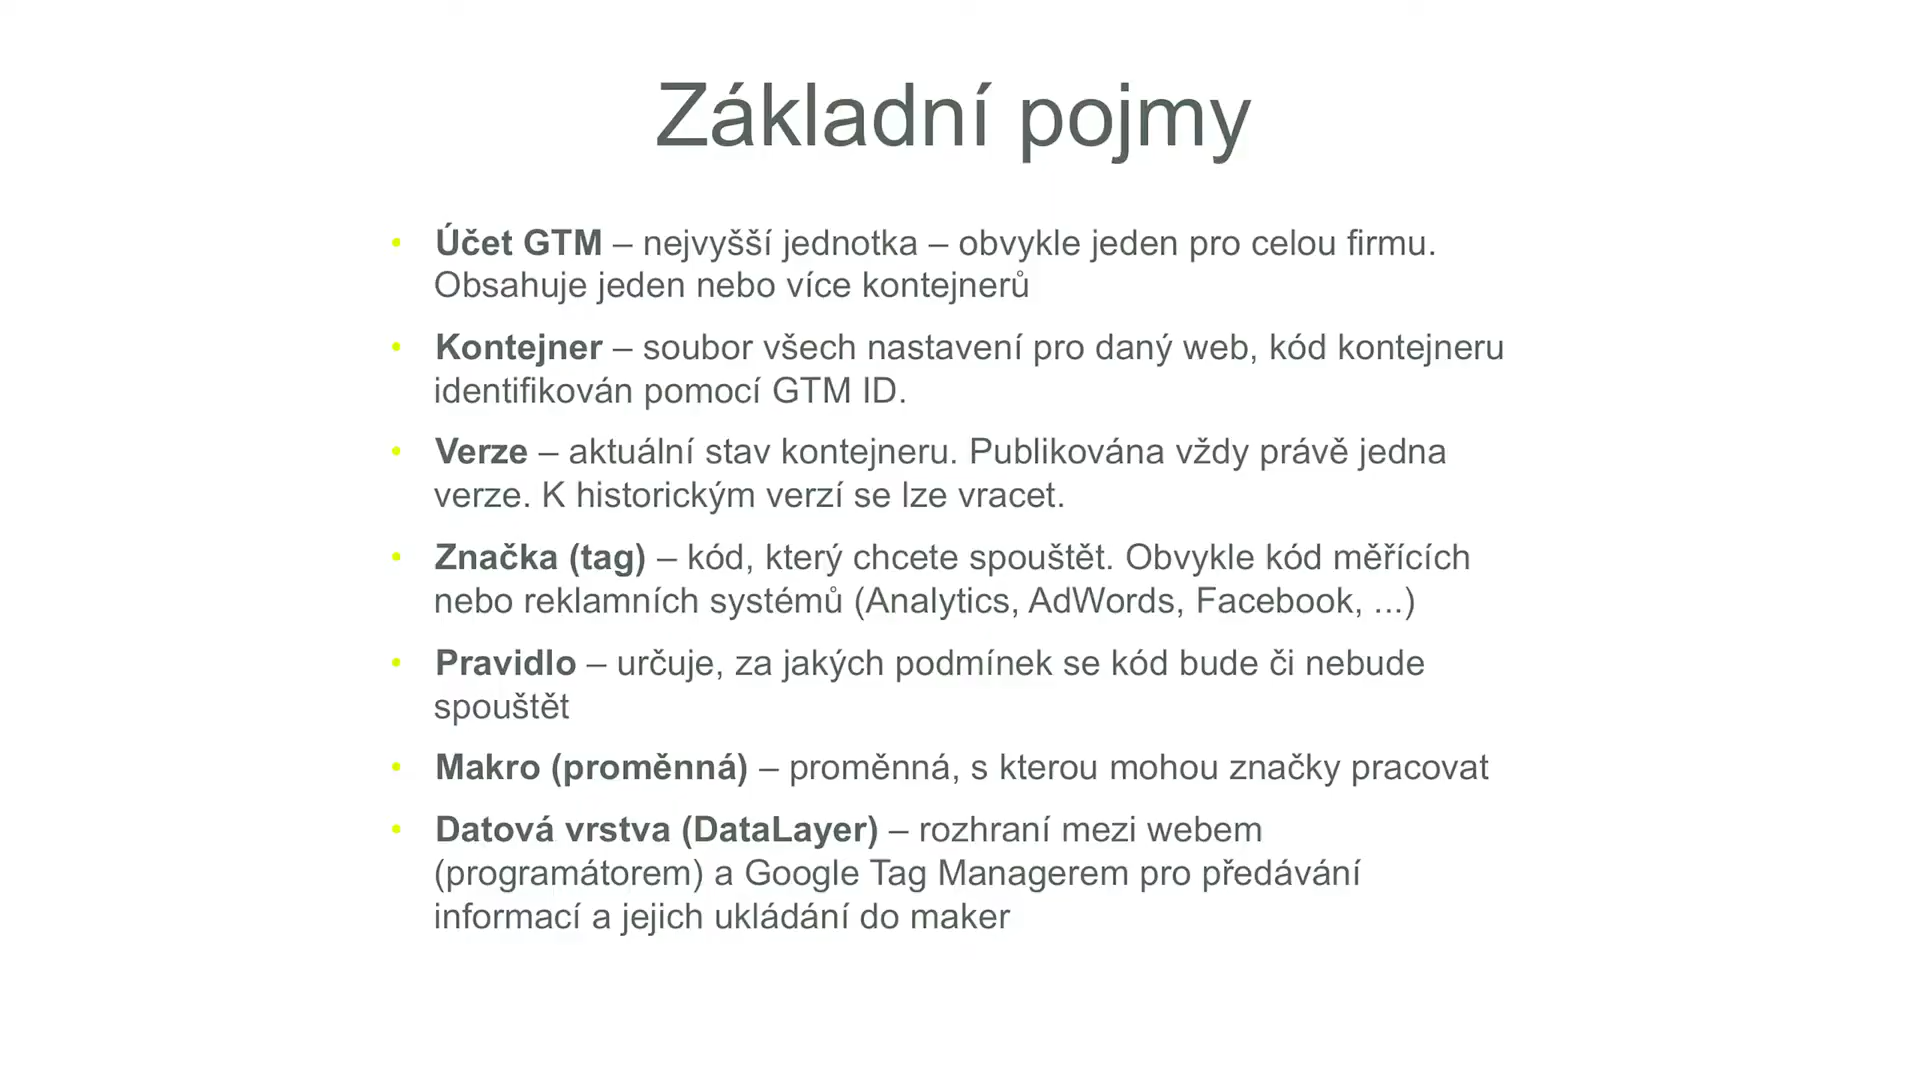 Základní pojmy
• Účet GTM – nejvyšší jednotka – obvykle jeden pro celou firmu.
Obsahuje jeden nebo více kontejnerů
• Kontejner – soubor všech nastavení pro daný web, kód kontejneru
identifikován pomocí GTM ID.
• Verze – aktuální stav kontejneru. Publikována vždy právě jedna
verze. K historickým verzí se lze vracet.
• Značka (tag) – kód, který chcete spouštět. Obvykle kód měřících
nebo reklamních systémů (Analytics, AdWords, Facebook, ...)
• Pravidlo – určuje, za jakých podmínek se kód bude či nebude
spouštět
• Makro (proměnná) – proměnná, s kterou mohou značky pracovat
• Datová vrstva (DataLayer) – rozhraní mezi webem
(programátorem) a Google Tag Managerem pro předávání
informací a jejich ukládání do maker